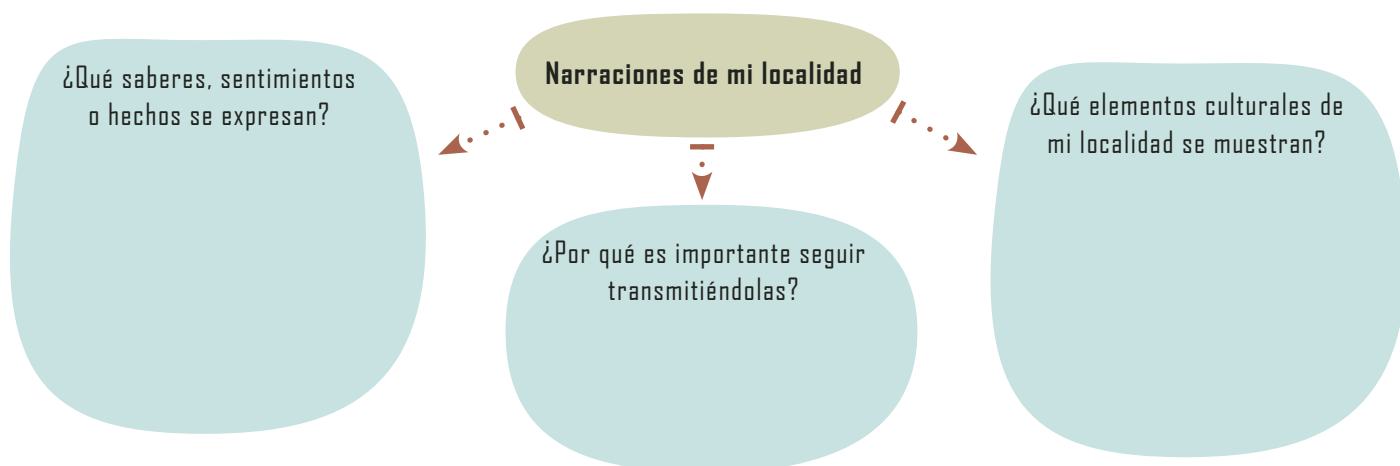 Narraciones de mi localidad
¿Qué saberes, sentimientos
o hechos se expresan?
¿Por qué es importante seguir
transmitiéndolas?
¿Qué elementos culturales de
mi localidad se muestran?